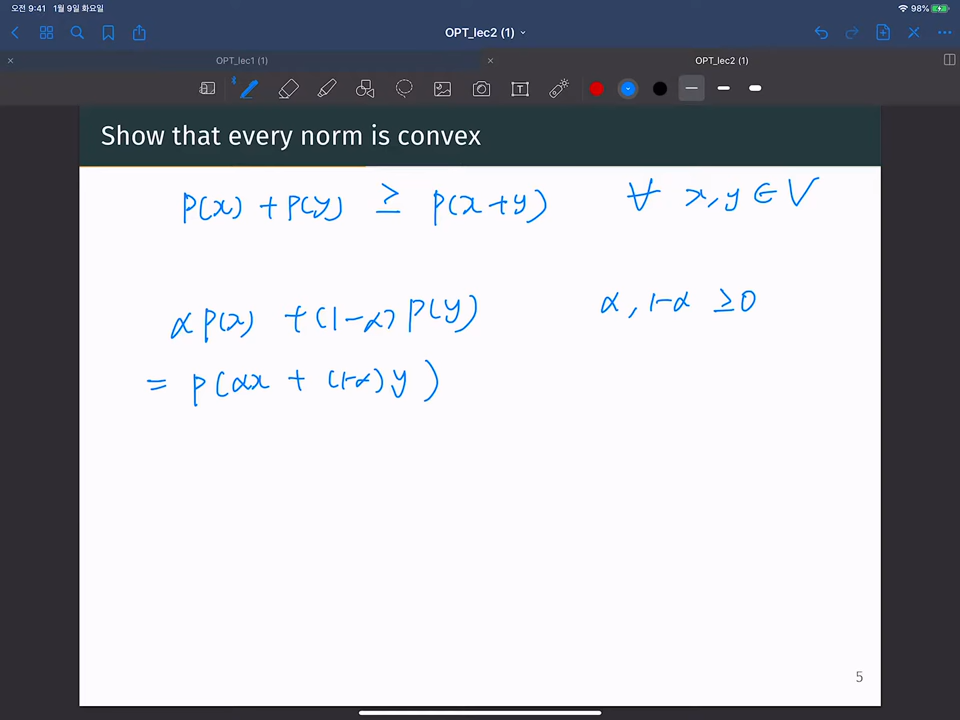 오전 9:41 1월 9일 화요일 98%
OPT_lec2 (1)
OPT_lec1 (1) OPT_lec2 (1)
Show that every norm is convex
p(x) + p(y) ≥ p(x+y) ∀ x, y ∈ V
α p(x) + (1-α) p(y) α, 1-α ≥ 0
= p(αx + (1-α) y )
5